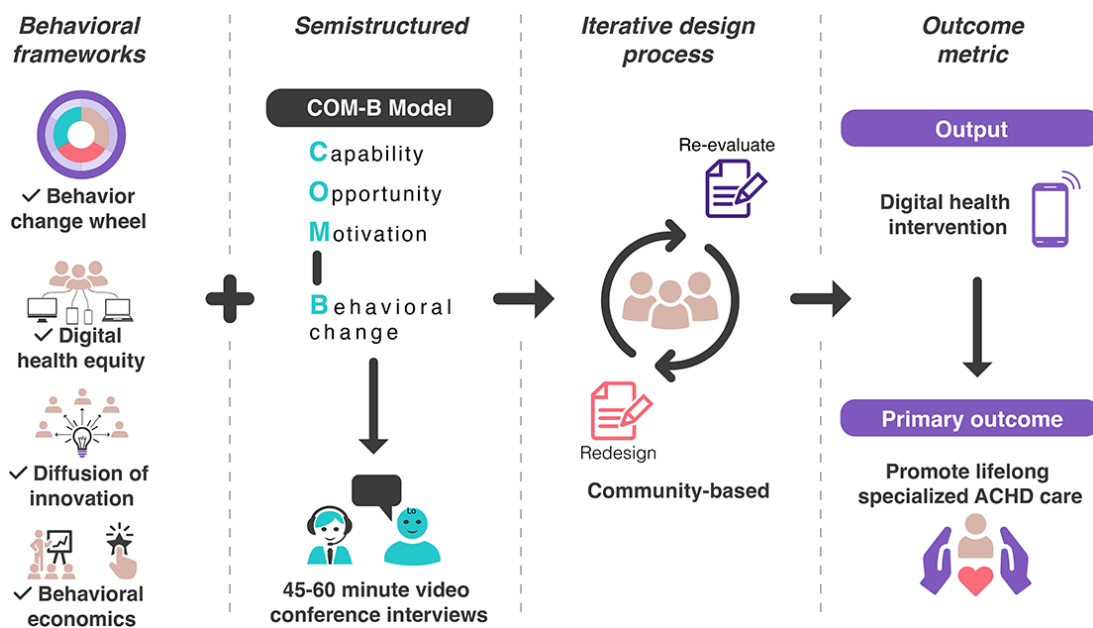 Behavioral
frameworks
✓ Behavior
change wheel
✓ Digital
health equity
✓ Diffusion of
innovation
✓ Behavioral
economics
Semistructured
COM-B Model
Capability
Opportunity
Motivation
Behavioral
change
Lo
45-60 minute video
conference interviews
Iterative design
process
Re-evaluate
Redesign
Community-based
Outcome
metric
Output
Digital health
intervention
Primary outcome
Promote lifelong
specialized ACHD care